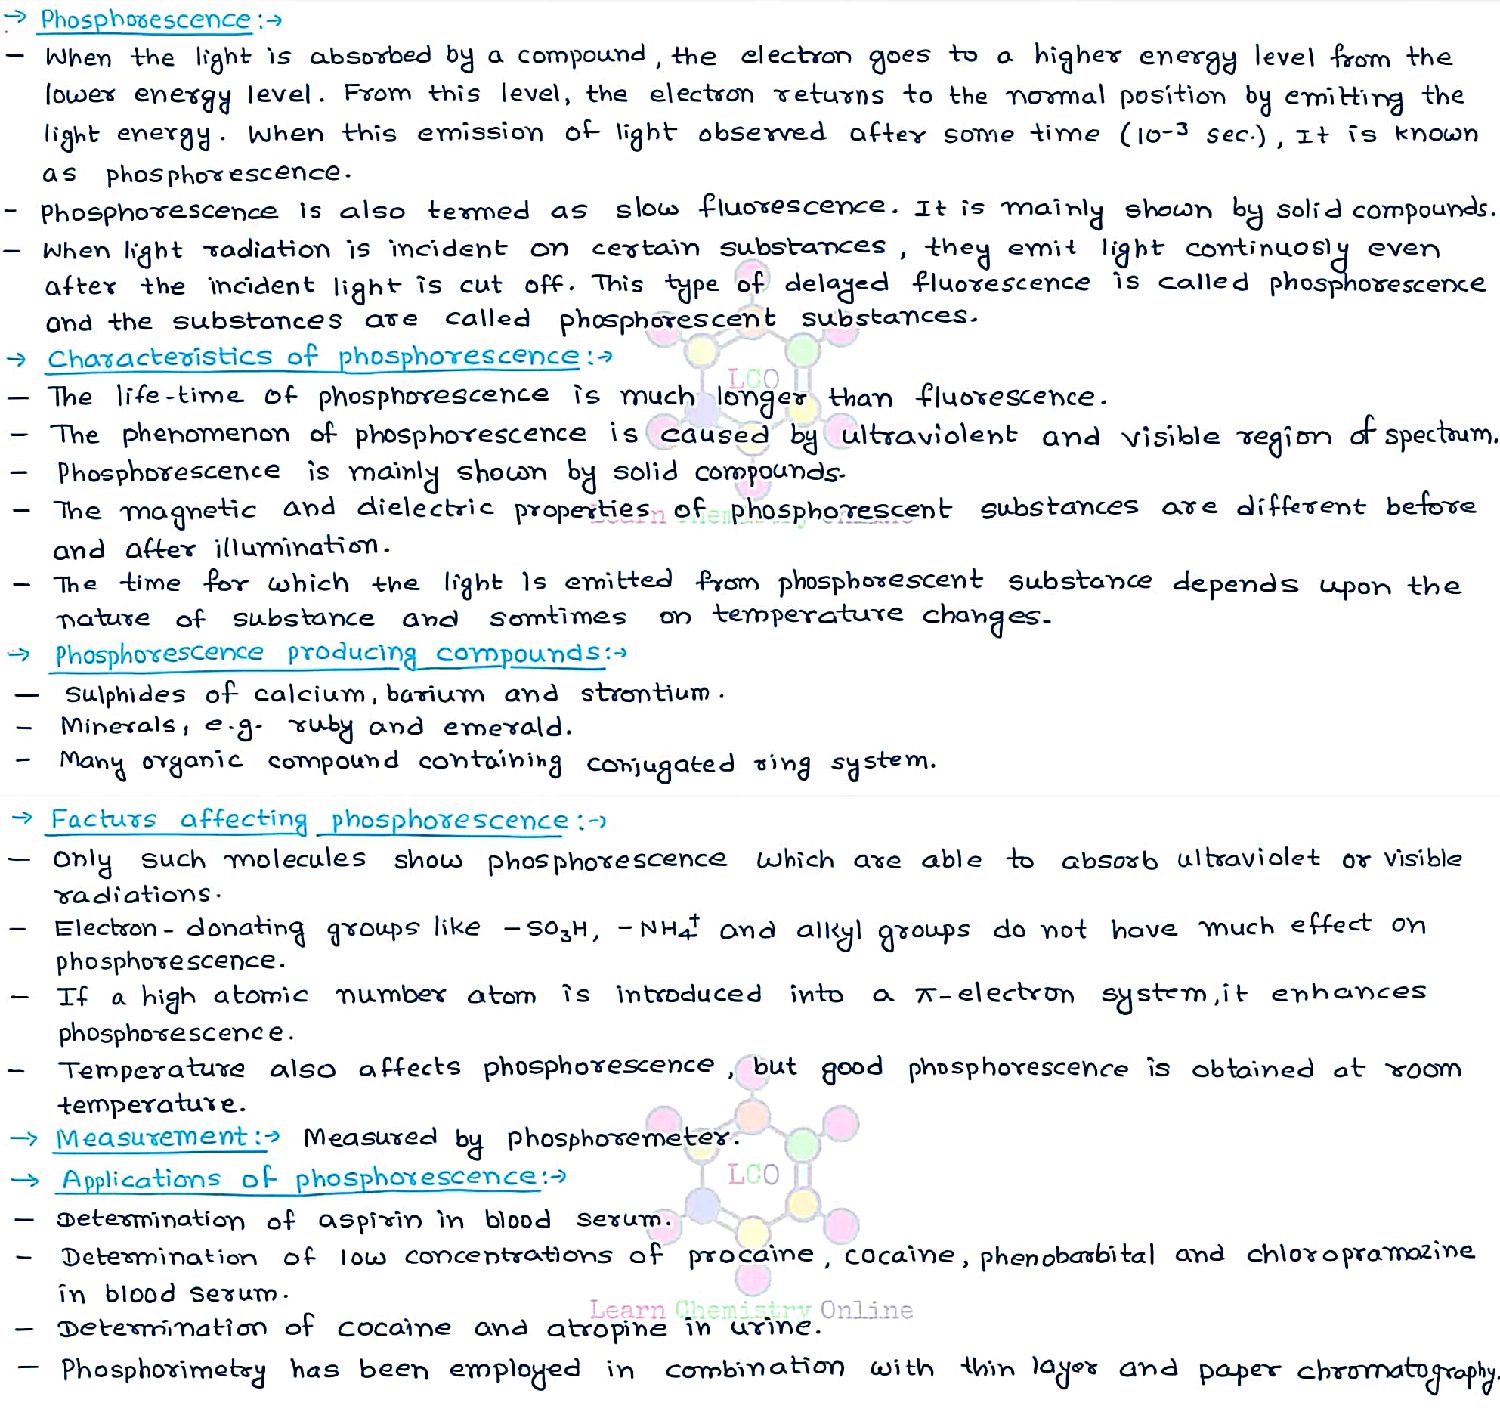 → Phosphorescence :→
– When the light is absorbed by a compound, the electron goes to a higher energy level from the
lower energy level. From this level, the electron returns to the normal position by emitting the
light energy. When this emission of light observed after some time (10-3 sec.), It is known
as phosphorescence.
- Phosphorescence is also termed as slow fluorescence. It is mainly shown by solid compounds.
– When light radiation is incident on certain substances, they emit light continuosly even
after the incident light is cut off. This type of delayed fluorescence is called phosphorescence
and the substances are called phosphorescent substances.
→ Characteristics of phosphorescence :→
– The life-time of phosphorescence is much longer than fluorescence.
LCO
– The phenomenon of phosphorescence is caused by ultraviolent and visible region of spectrum.
– Phosphorescence is mainly shown by solid compounds.
– The magnetic and dielectric properties of phosphorescent substances are different before
Learn Chemistry Online
and after illumination.
– The time for which the light is emitted from phosphorescent substance depends upon the
nature of substance and somtimes on temperature changes.
→ Phosphorescence producing compounds:→
– Sulphides of calcium, barium and strontium.
– Minerals, e.g. ruby and emerald.
– Many organic compound containing conjugated ring system.
→ Facturs affecting phosphorescence :→
– Only such molecules show phosphorescence which are able to absorb ultraviolet or visible
radiations.
– Electron - donating groups like -SO3H, -NH4+ and alkyl groups do not have much effect on
phosphorescence.
– If a high atomic number atom is introduced into a π-electron system, it enhances
phosphorescence.
– Temperature also affects phosphorescence, but good phosphorescence is obtained at room
temperature.
→ Measurement :→ Measured by phosphoremeter.
→ Applications of phosphorescence:→
LCO
– Determination of aspirin in blood serum.
– Determination of low concentrations of procaine, cocaine, phenobarbital and chloropramazine
in blood serum.
Learn Chemistry Online
– Determination of cocaine and atropine in urine.
– Phosphorimetry has been employed in combination with thin layer and paper chromatography.